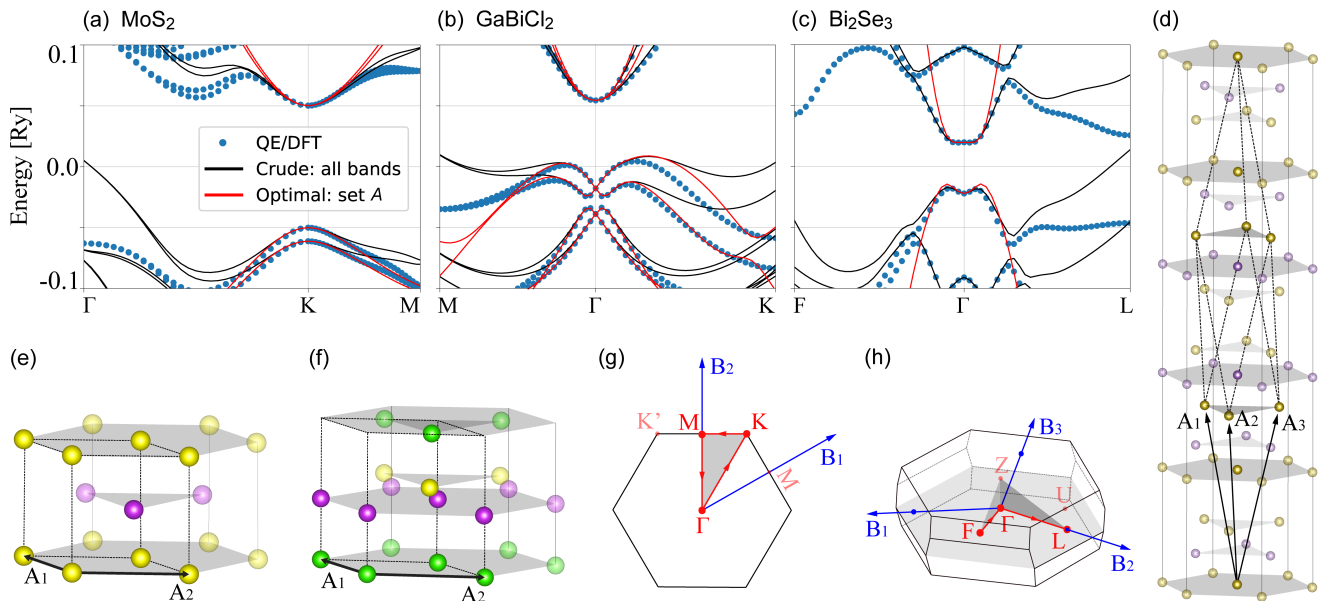 (a) MoS2
(b) GaBiCl2
(c) Bi2Se3
(d)
Energy [Ry]
0.1
0.0
-0.1
QE/DFT
Crude: all bands
Optimal: set A
Γ K M
M Γ K
F Γ L
A1 A2 A3
(e)
A1 A2
(f)
A1 A2
(g)
B2
K' M K
B1
M
Γ
(h)
B3
Z
U
B1 F Γ L
B2